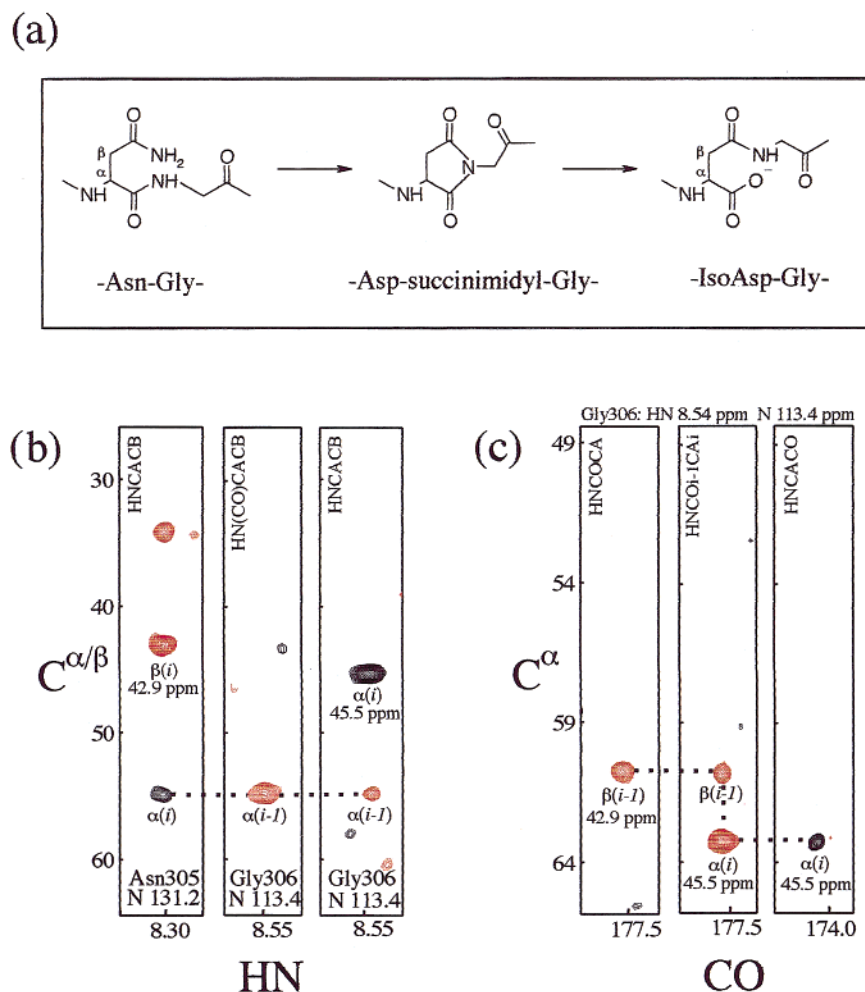 (a)
O
β
NH2
O
α
NH
NH
O
-Asn-Gly-
O
O
N
NH
O
-Asp-succinimidyl-Gly-
O
β
NH
α
O−
NH
O
O
-IsoAsp-Gly-
(b)
HNCACB
HN(CO)CACB
HNCACB
30
40
50
60
C α/β
β(i)
42.9 ppm
α(i)
45.5 ppm
α(i)
α(i-1)
α(i-1)
Asn305
N 131.2
Gly306
N 113.4
Gly306
N 113.4
8.30
8.55
8.55
HN
(c)
Gly306: HN 8.54 ppm N 113.4 ppm
HNCOCA
HNCOi-1CAi
HNCACO
49
54
59
64
C α
β(i-1)
42.9 ppm
β(i-1)
α(i)
45.5 ppm
α(i)
45.5 ppm
177.5
177.5
174.0
CO